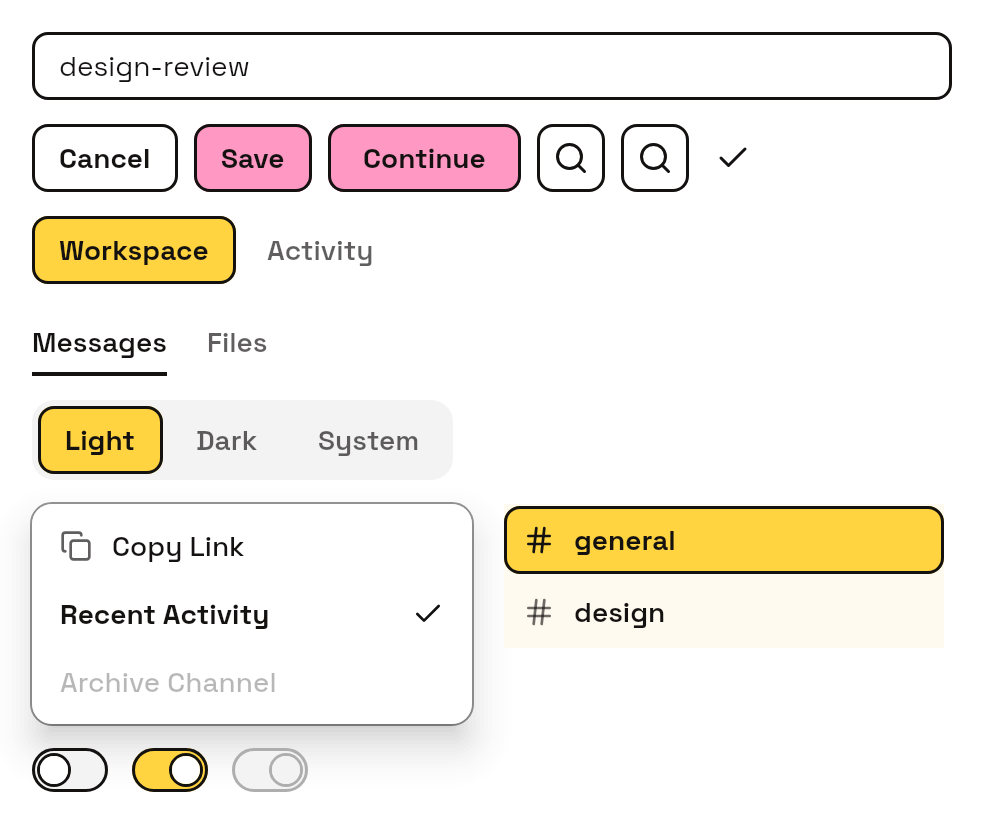 design-review
Cancel Save Continue
Workspace Activity
Messages Files
Light Dark System
Copy Link
Recent Activity
Archive Channel
# general
# design